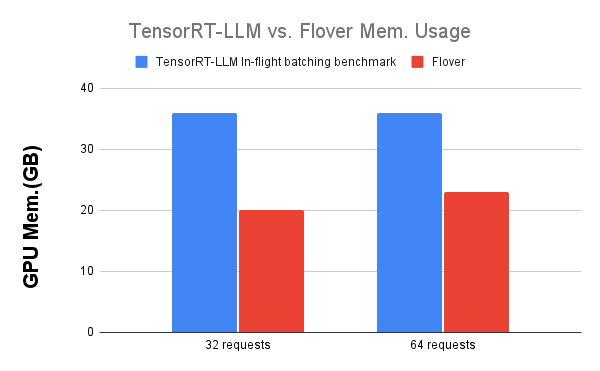 TensorRT-LLM vs. Flover Mem. Usage
TensorRT-LLM In-flight batching benchmark Flover
GPU Mem.(GB)
40
30
20
10
0
32 requests 64 requests